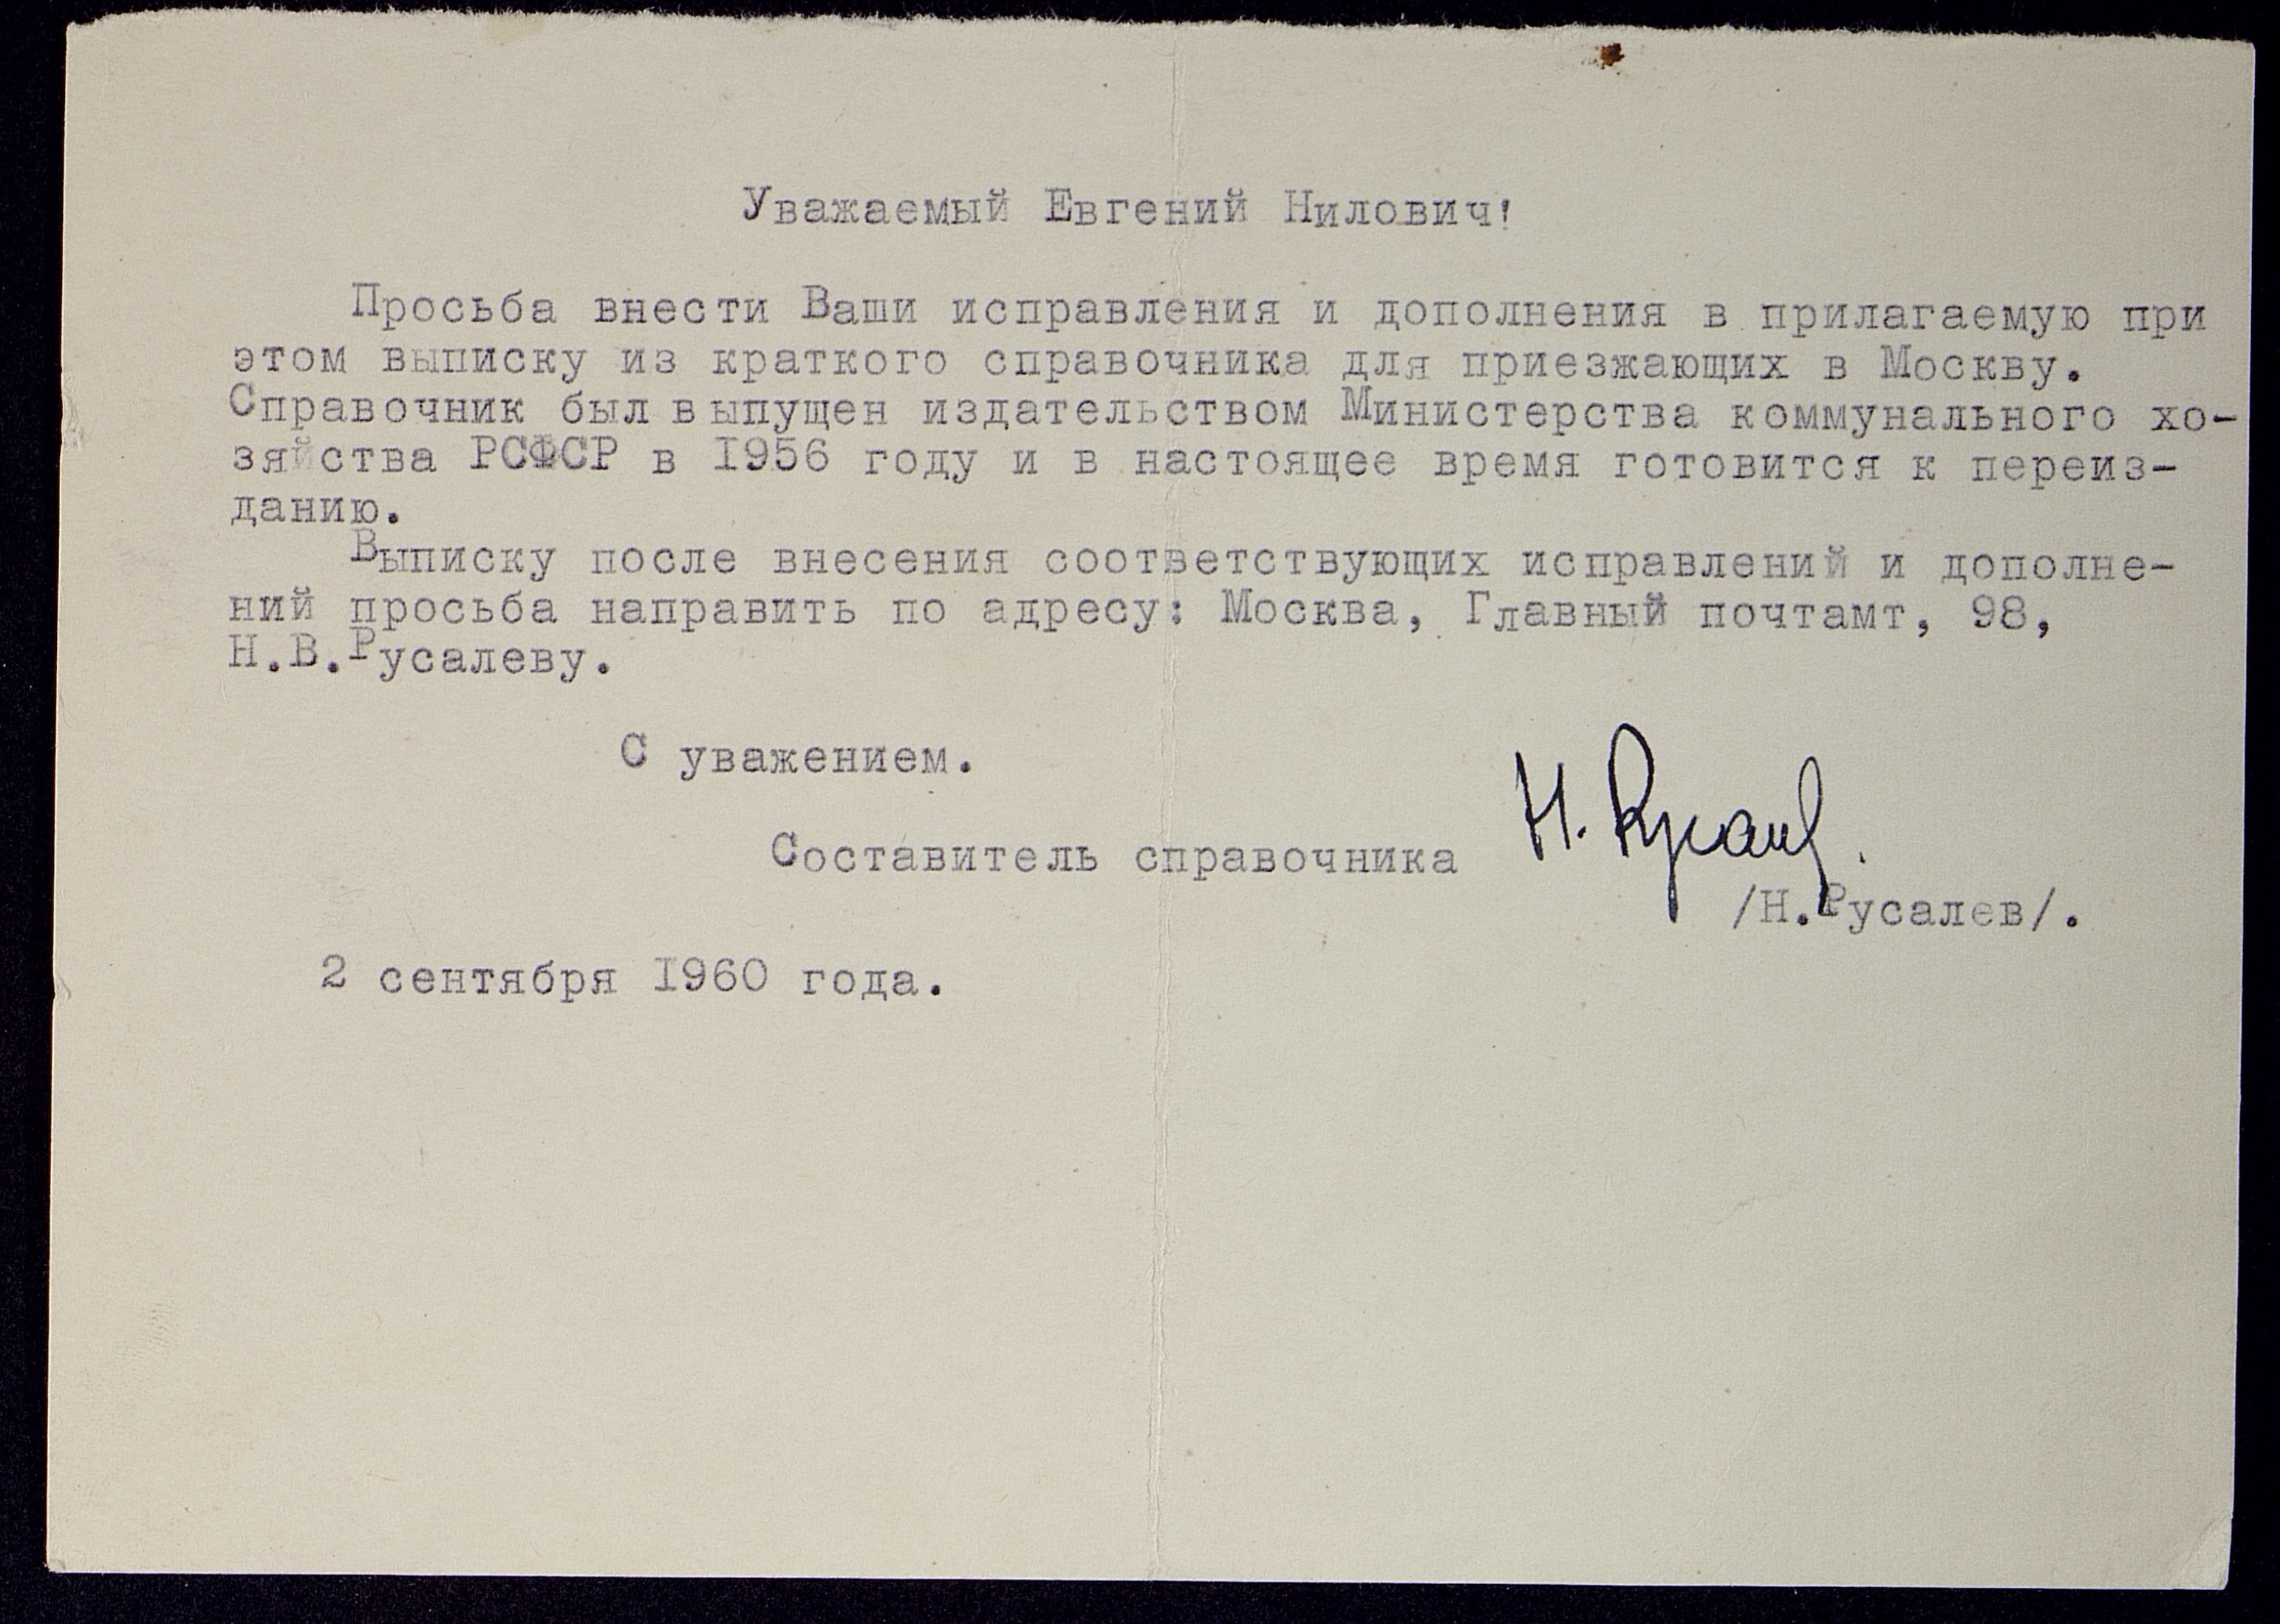 Уважаемый Евгений Нилович!
Просьба внести Ваши исправления и дополнения в прилагаемую при
этом выписку из краткого справочника для приезжающих в Москву.
Справочник был выпущен издательством Министерства коммунального хо-
зяйства РСФСР в 1956 году и в настоящее время готовится к переиз-
данию.
Выписку после внесения соответствующих исправлений и дополне-
ний просьба направить по адресу: Москва, Главный почтамт, 98,
Н.В.Русалеву.
С уважением.
Составитель справочника Н. Русалев
/Н.Русалев/.
2 сентября 1960 года.